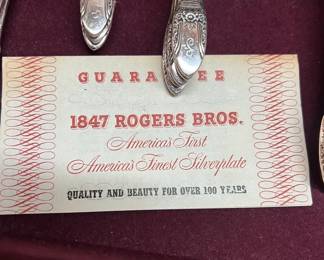 GUARANTEE
1847 ROGERS BROS.
America's First
America's Finest Silverplate
QUALITY AND BEAUTY FOR OVER 100 YEARS